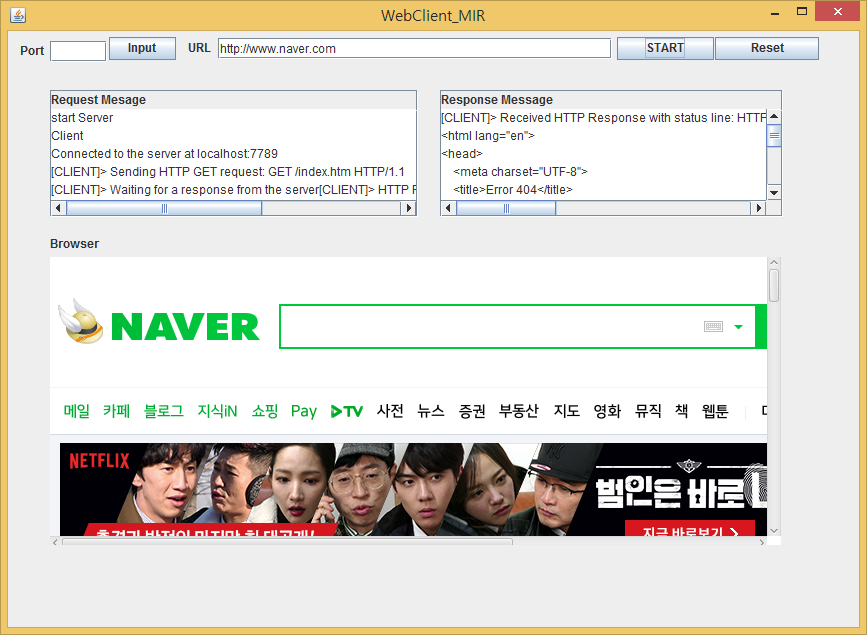 WebClient_MIR
Port Input URL http://www.naver.com START Reset
Request Mesage
start Server
Client
Connected to the server at localhost:7789
[CLIENT]> Sending HTTP GET request: GET /index.htm HTTP/1.1
[CLIENT]> Waiting for a response from the server[CLIENT]> HTTP
Response Message
[CLIENT]> Received HTTP Response with status line: HTTP
<html lang="en">
<head>
<meta charset="UTF-8">
<title>Error 404</title>
Browser
NAVER
메일 카페 블로그 지식iN 쇼핑 Pay TV 사전 뉴스 증권 부동산 지도 영화 뮤직 책 웹툰
NETFLIX
범인은 바로
지금 바로보기